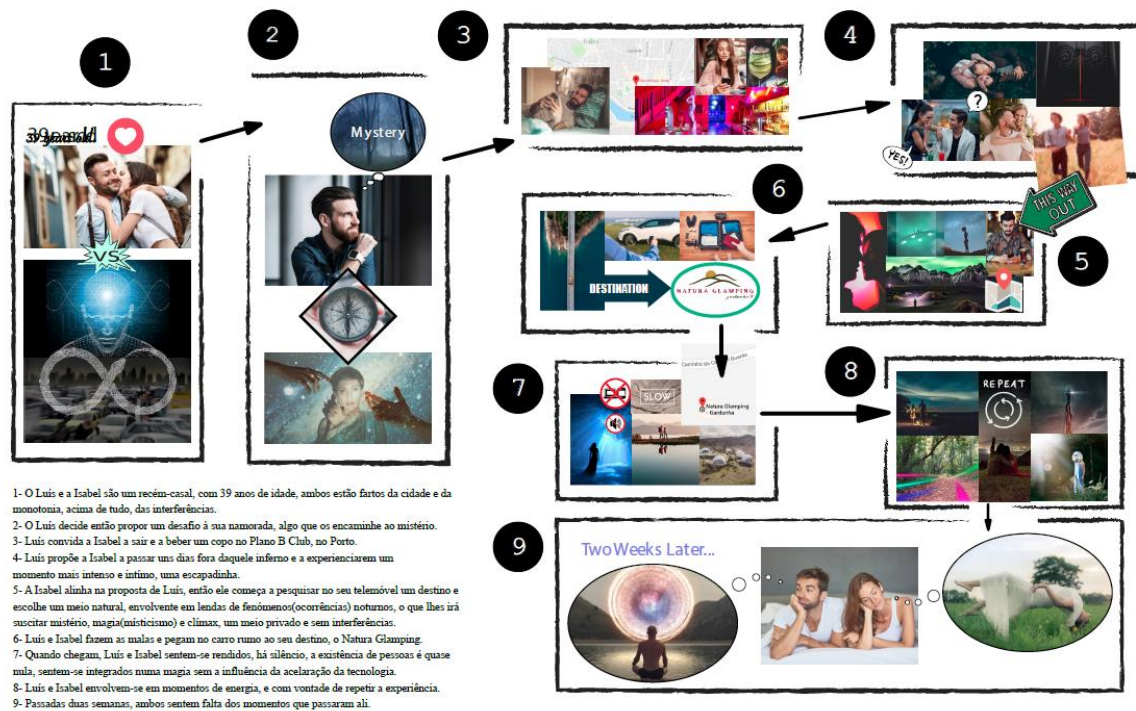 1
2
3
4
5
6
7
8
9
39 years old!
VS
Mystery
?
YES!
THIS WAY
OUT
DESTINATION
NATURA GLAMPING
SLOW
Natura Glamping
- Gardunha
REPEAT
Two Weeks Later...
1- O Luís e a Isabel são um recém-casal, com 39 anos de idade, ambos estão fartos da cidade e da
monotonia, acima de tudo, das interferências.
2- O Luís decide então propor um desafio à sua namorada, algo que os encaminhe ao mistério.
3- Luís convida a Isabel a sair e a beber um copo no Plano B Club, no Porto.
4- Luís propõe a Isabel a passar uns dias fora daquele inferno e a experienciarem um
momento mais intenso e intímo, uma escapadinha.
5- A Isabel alinha na proposta de Luís, então ele começa a pesquisar no seu telemóvel um destino e
escolhe um meio natural, envolvente em lendas de fenómenos(ocorrências) noturnos, o que lhes irá
suscitar mistério, magia(místicismo) e clímax, um meio privado e sem interferências.
6- Luís e Isabel fazem as malas e pegam no carro rumo ao seu destino, o Natura Glamping.
7- Quando chegam, Luís e Isabel sentem-se rendidos, há silêncio, a existência de pessoas é quase
nula, sentem-se integrados numa magia sem a influência da acelaração da tecnologia.
8- Luís e Isabel envolvem-se em momentos de energia, e com vontade de repetir a experiência.
9- Passadas duas semanas, ambos sentem falta dos momentos que passaram ali.